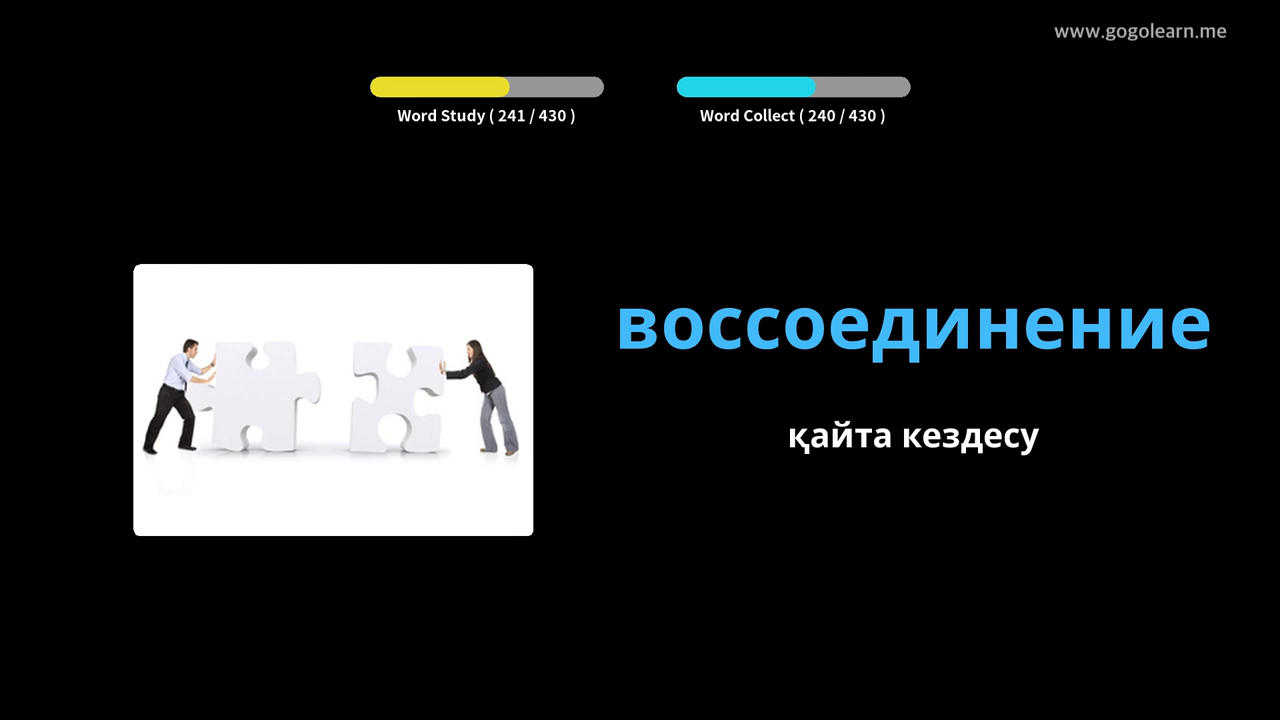 www.gogolearn.me
Word Study ( 241 / 430 )
Word Collect ( 240 / 430 )
воссоединение
қайта кездесу